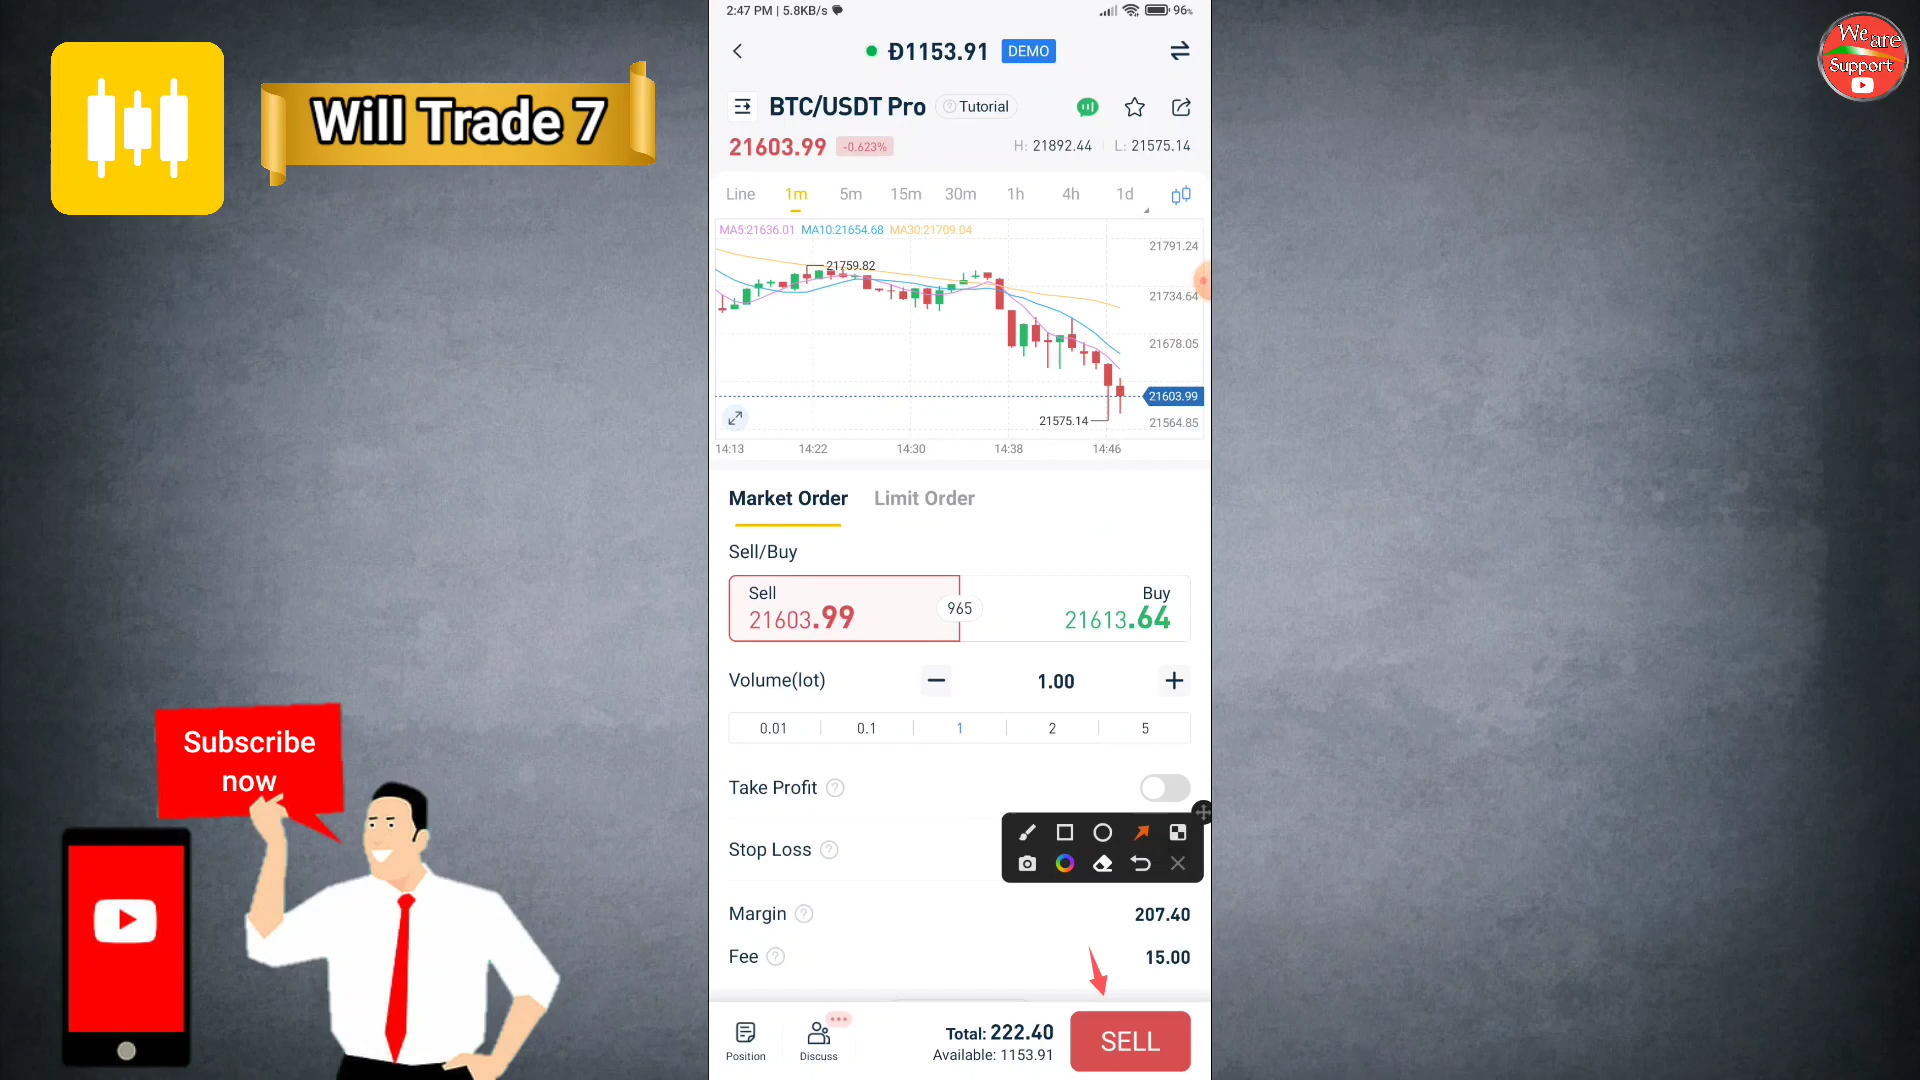 Will Trade 7
We are
Support
2:47 PM | 5.8KB/s
96%
Đ1153.91 DEMO
BTC/USDT Pro Tutorial
21603.99 -0.623% H: 21892.44 L: 21575.14
Line 1m 5m 15m 30m 1h 4h 1d
MA5:21636.01 MA10:21654.68 MA30:21709.04
21791.24
21759.82
21734.64
21678.05
21603.99
21575.14
21564.85
14:13 14:22 14:30 14:38 14:46
Market Order Limit Order
Sell/Buy
Sell Buy
21603.99 965 21613.64
Volume(lot) 1.00
0.01 0.1 1 2 5
Take Profit
Stop Loss
Margin 207.40
Fee 15.00
Position Discuss
Total: 222.40
Available: 1153.91
SELL
Subscribe
now